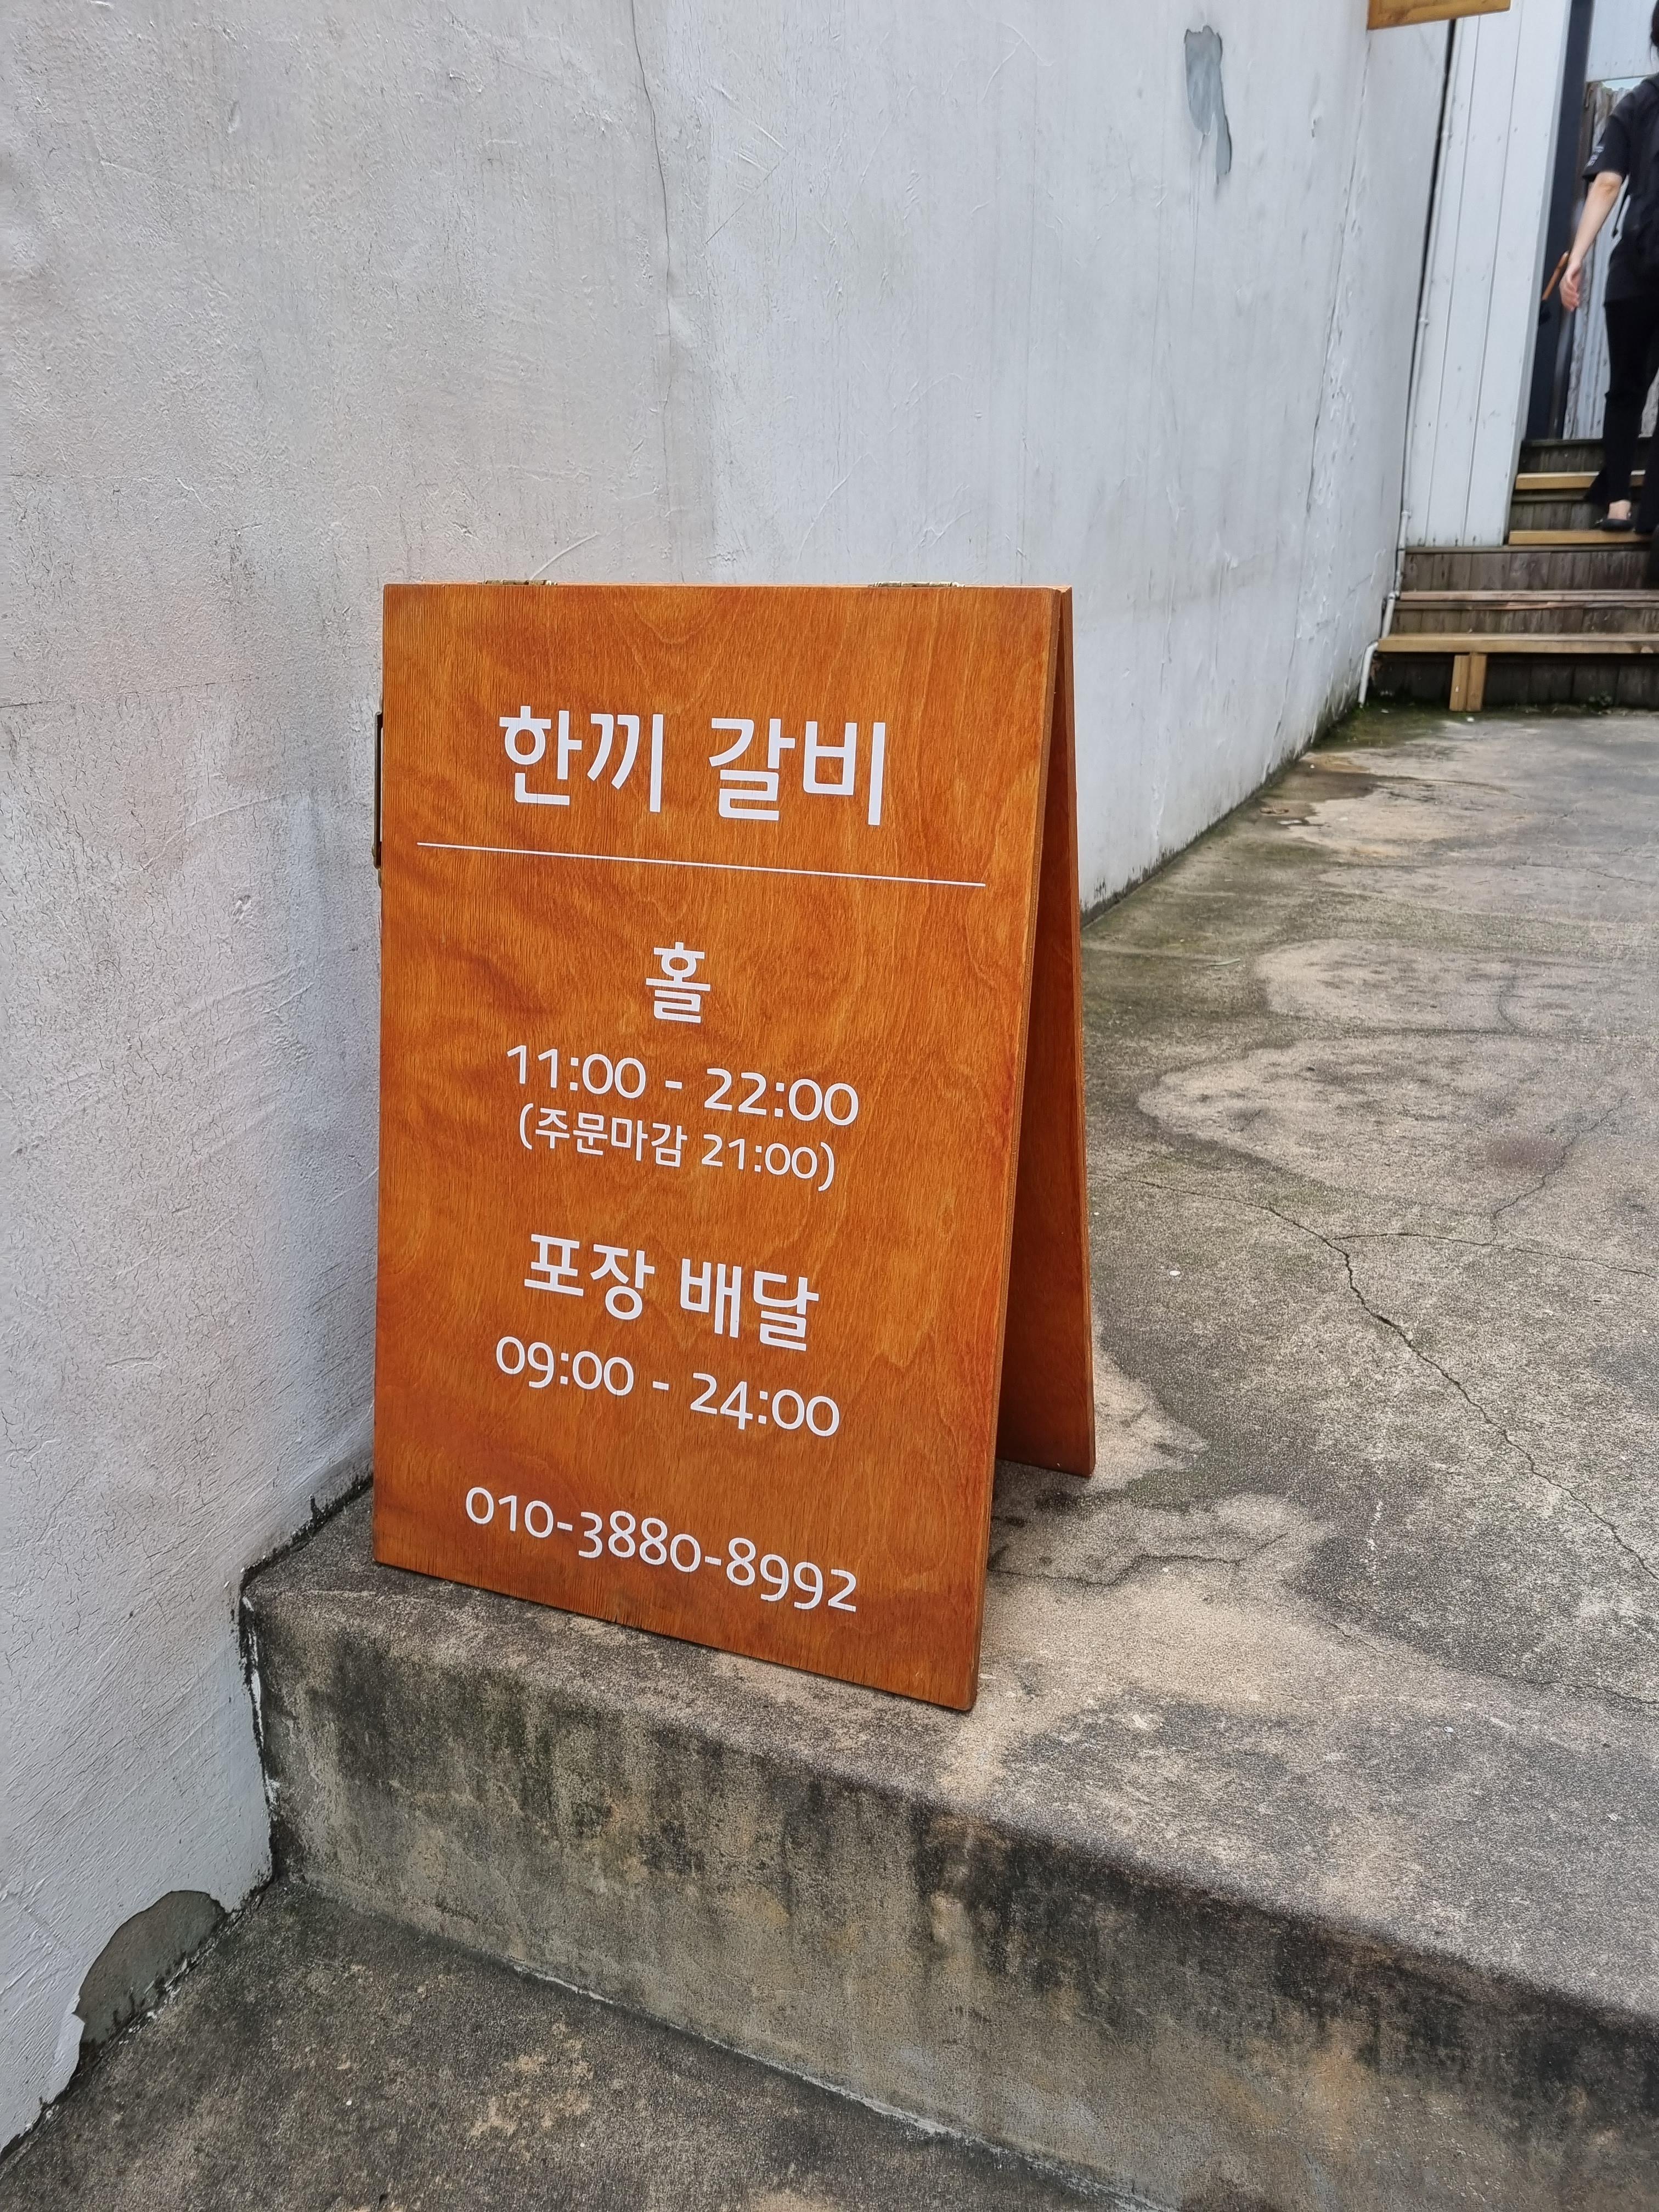 한끼 갈비
홀
11:00 - 22:00
(주문마감 21:00)
포장 배달
09:00 - 24:00
010-3880-8992